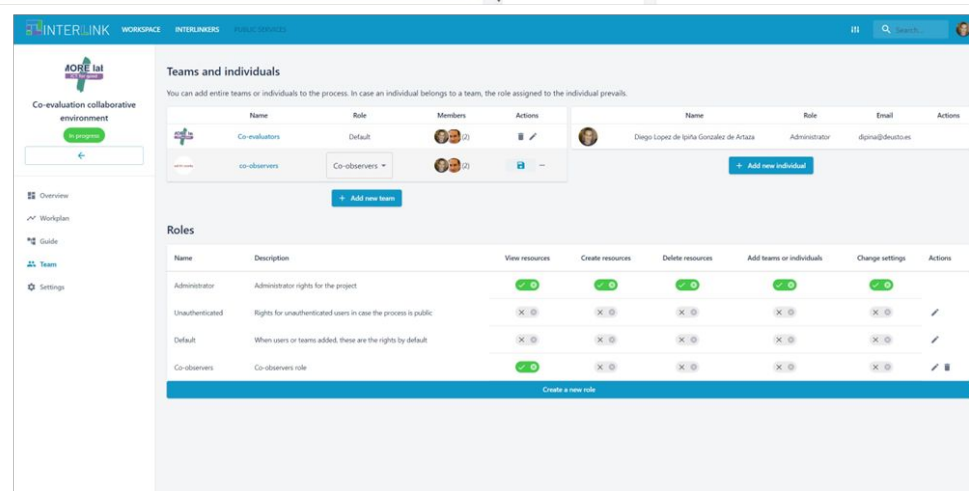 INTERLINK WORKSPACE INTERLINKERS PUBLIC SERVICES Search...
MORE lab
ICT for good
Co-evaluation collaborative
environment
In progress
Overview
Workplan
Guide
Team
Settings
Teams and individuals
You can add entire teams or individuals to the process. In case an individual belongs to a team, the role assigned to the individual prevails.
Name Role Members Actions
Co-evaluators Default (2)
co-observers Co-observers (2)
+ Add new team
Name Role Email Actions
Diego Lopez de Ipiña Gonzalez de Artaza Administrator dipina@deusto.es
+ Add new individual
Roles
Name Description View resources Create resources Delete resources Add teams or individuals Change settings Actions
Administrator Administrator rights for the project
Unauthenticated Rights for unauthenticated users in case the process is public
Default When users or teams added, these are the rights by default
Co-observers Co-observers role
Create a new role